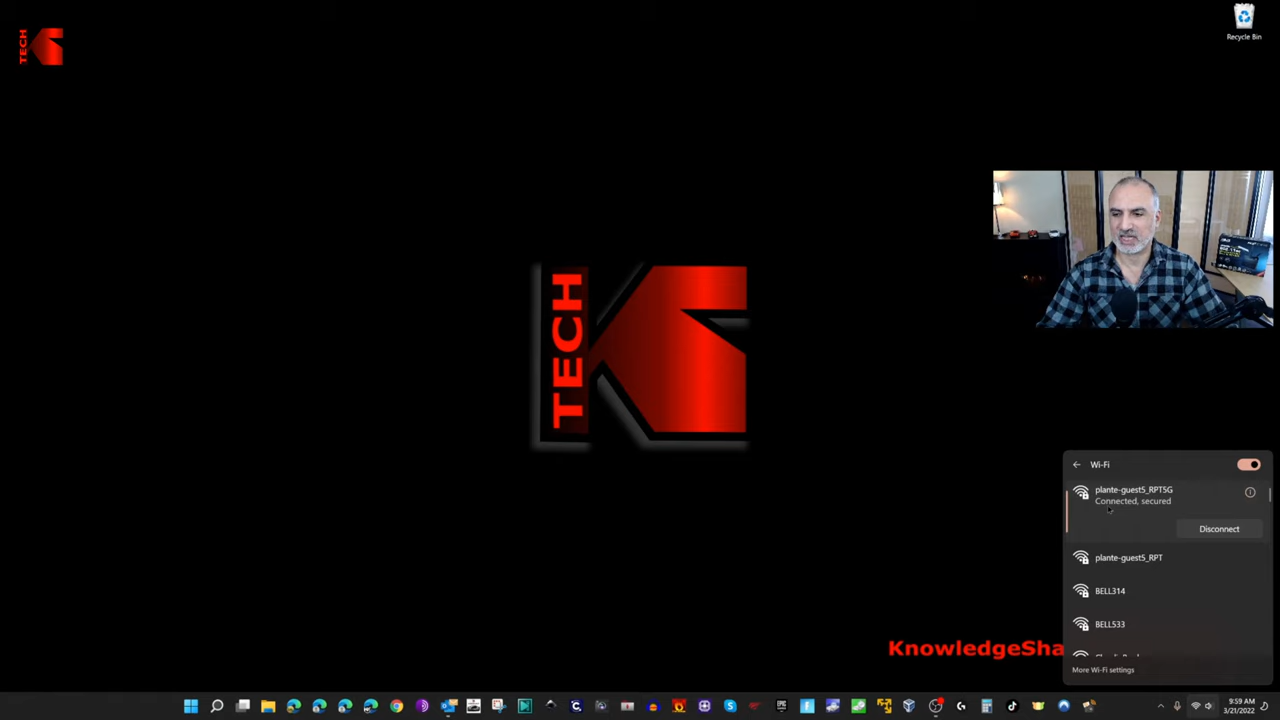 TECH
Recycle Bin
TECH
Wi-Fi
plante-guest5_RPT5G
Connected, secured
Disconnect
plante-guest5_RPT
BELL314
BELL533
More Wi-Fi settings
KnowledgeSha
9:59 AM
3/21/2022